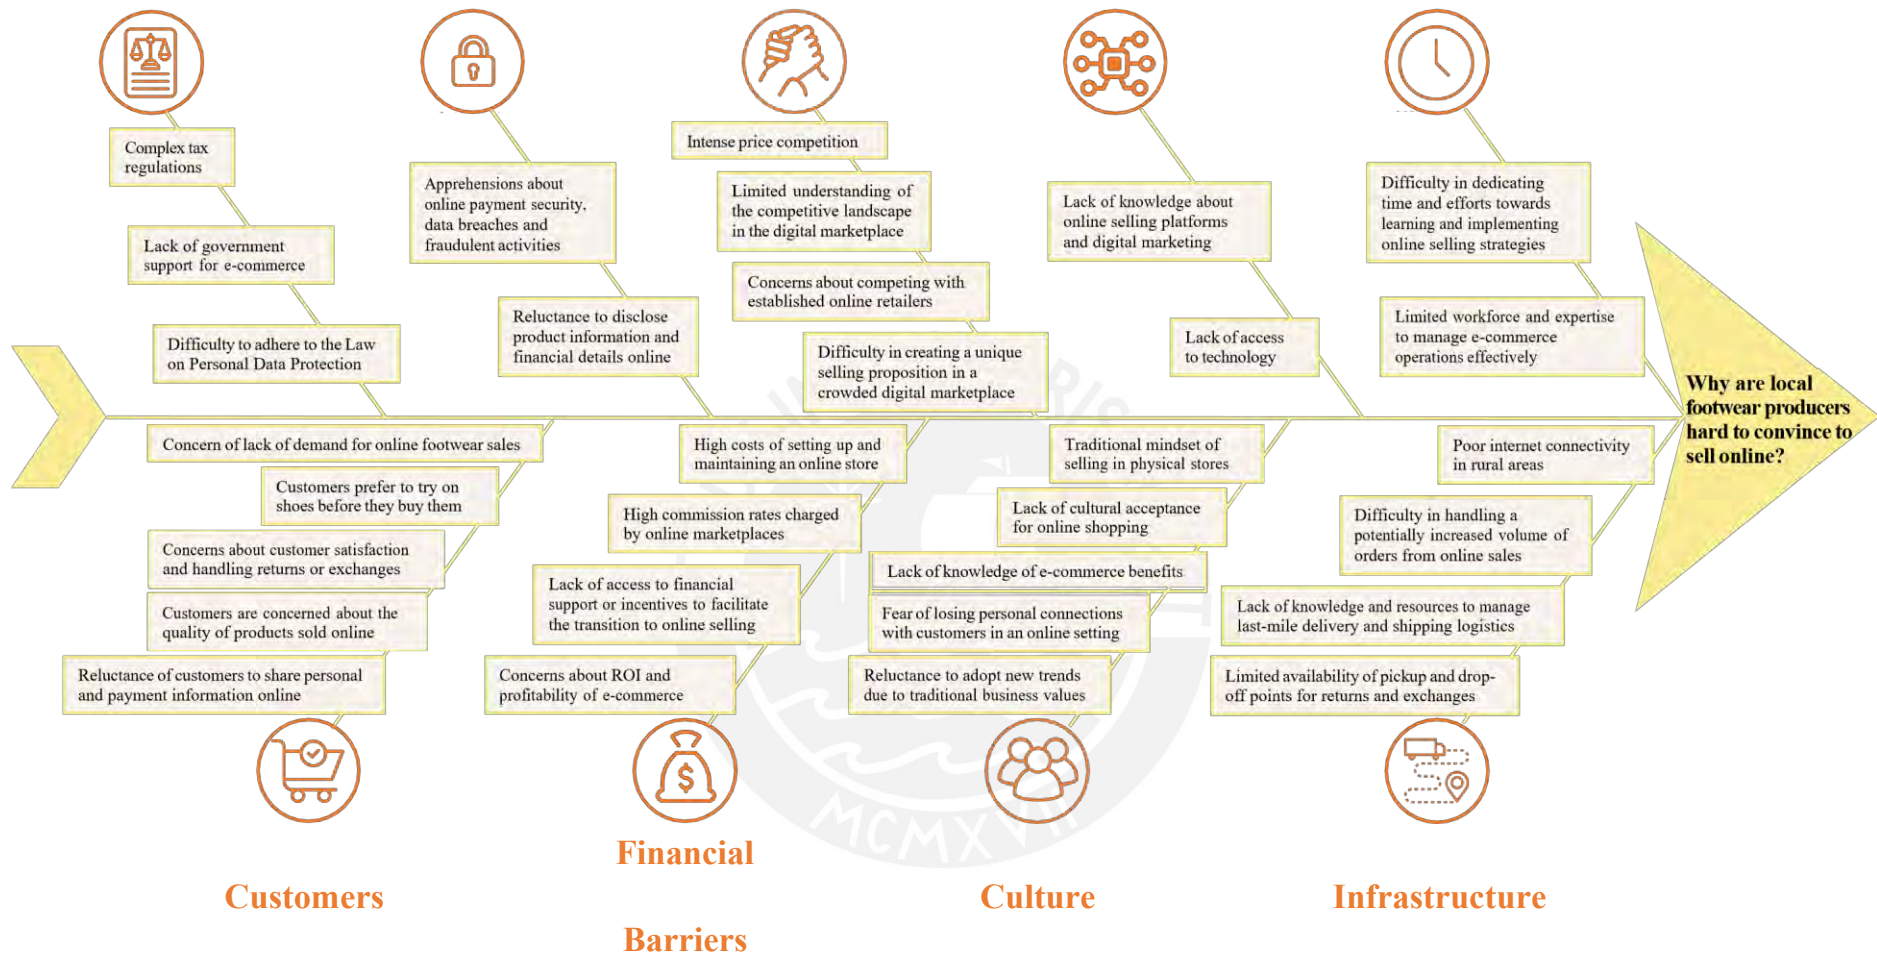 Complex tax
regulations
Lack of government
support for e-commerce
Difficulty to adhere to the Law
on Personal Data Protection
Apprehensions about
online payment security,
data breaches and
fraudulent activities
Reluctance to disclose
product information and
financial details online
Intense price competition
Limited understanding of
the competitive landscape
in the digital marketplace
Concerns about competing with
established online retailers
Difficulty in creating a unique
selling proposition in a
crowded digital marketplace
Lack of knowledge about
online selling platforms
and digital marketing
Lack of access
to technology
Difficulty in dedicating
time and efforts towards
learning and implementing
online selling strategies
Limited workforce and expertise
to manage e-commerce
operations effectively
Why are local
footwear producers
hard to convince to
sell online?
Concern of lack of demand for online footwear sales
Customers prefer to try on
shoes before they buy them
Concerns about customer satisfaction
and handling returns or exchanges
Customers are concerned about the
quality of products sold online
Reluctance of customers to share personal
and payment information online
High costs of setting up and
maintaining an online store
High commission rates charged
by online marketplaces
Lack of access to financial
support or incentives to facilitate
the transition to online selling
Concerns about ROI and
profitability of e-commerce
$
Traditional mindset of
selling in physical stores
Lack of cultural acceptance
for online shopping
Lack of knowledge of e-commerce benefits
Fear of losing personal connections
with customers in an online setting
Reluctance to adopt new trends
due to traditional business values
Poor internet connectivity
in rural areas
Difficulty in handling a
potentially increased volume of
orders from online sales
Lack of knowledge and resources to manage
last-mile delivery and shipping logistics
Limited availability of pickup and drop-
off points for returns and exchanges
MCMXVII
Customers
Financial
Barriers
Culture
Infrastructure